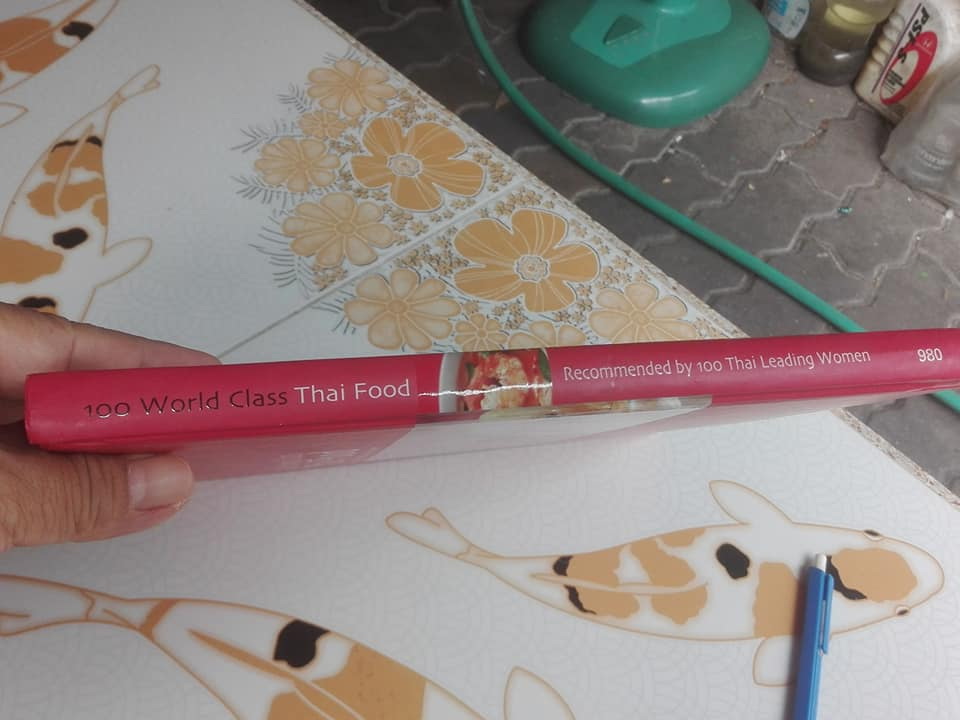 100 World Class Thai Food
Recommended by 100 Thai Leading Women
980